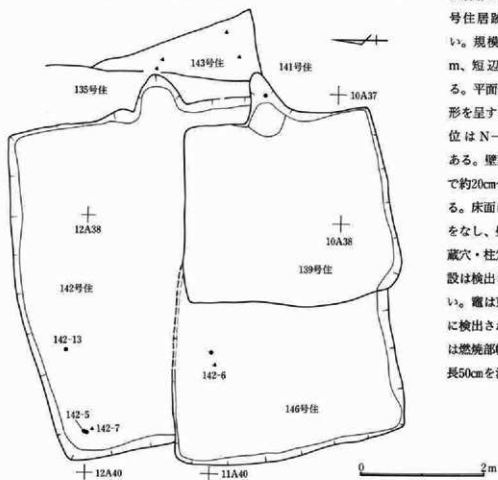 143号住
141号住
135号住
10A37
12A38
10A38
139号住
142号住
142-13
142-6
142-5
142-7
146号住
12A40
11A40
0
2m
号住居跡
い。規模
m、短辺
る。平面
形を呈す
位はN-
ある。壁
で約20cm
る。床面
をなし、
蔵穴・柱
設は検出
い。竈は
に検出さ
は燃焼部
長50cmを